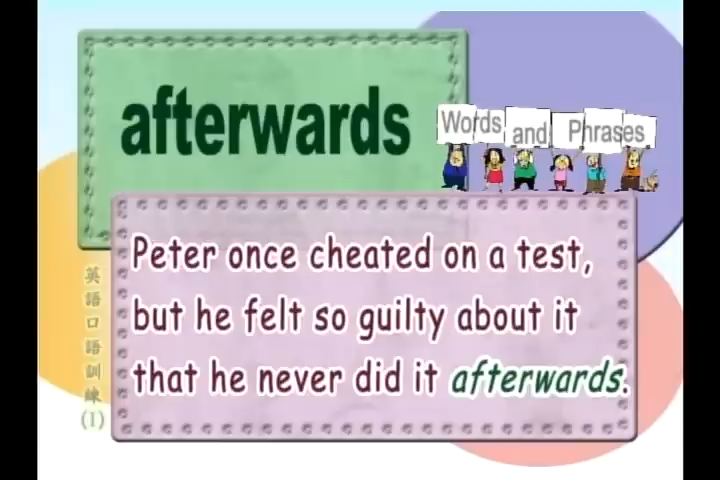 afterwards
Words and Phrases
Peter once cheated on a test,
but he felt so guilty about it
that he never did it afterwards.
英語口語訓練(1)